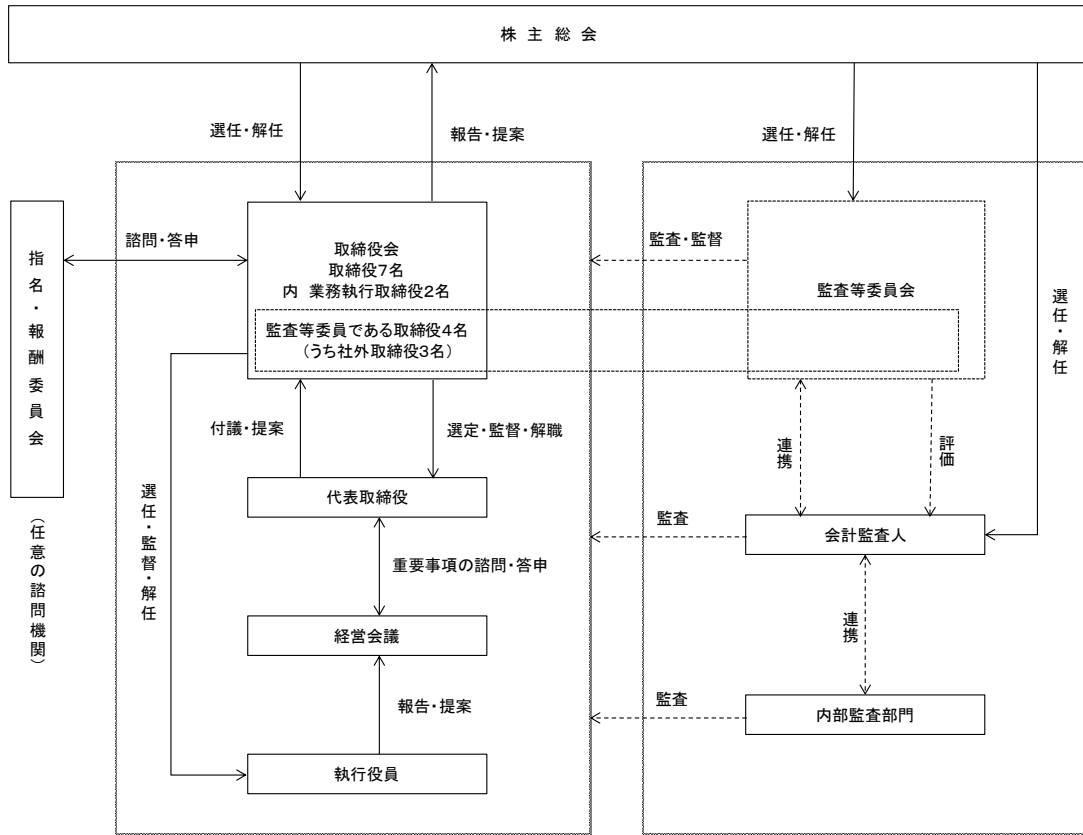 株主総会
選任・解任
報告・提案
選任・解任
選任・解任
指名・報酬委員会
(任意の諮問機関)
諮問・答申
取締役会
取締役7名
内 業務執行取締役2名
監査等委員である取締役4名
(うち社外取締役3名)
監査・監督
監査等委員会
付議・提案
選定・監督・解職
連携
評価
選任・監督・解任
代表取締役
監査
会計監査人
重要事項の諮問・答申
経営会議
連携
報告・提案
監査
内部監査部門
執行役員